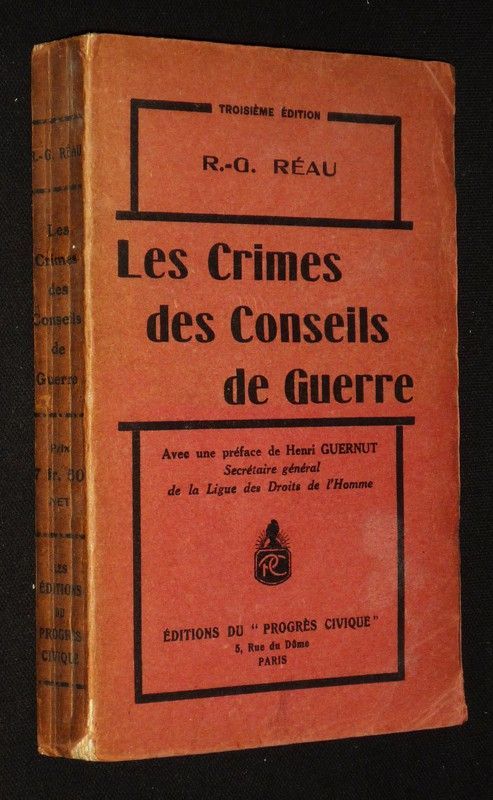 TROISIÈME ÉDITION
R.-G. RÉAU
Les Crimes
des Conseils
de Guerre
Avec une préface de Henri GUERNUT
Secrétaire général
de la Ligue des Droits de l'Homme
PC
ÉDITIONS DU " PROGRÈS CIVIQUE "
5, Rue du Dôme
PARIS
R.-G. RÉAU
Les
Crimes
des
Conseils
de
Guerre
Prix
7 fr. 50
NET
LES
ÉDITIONS
DU
PROGRÈS
CIVIQUE